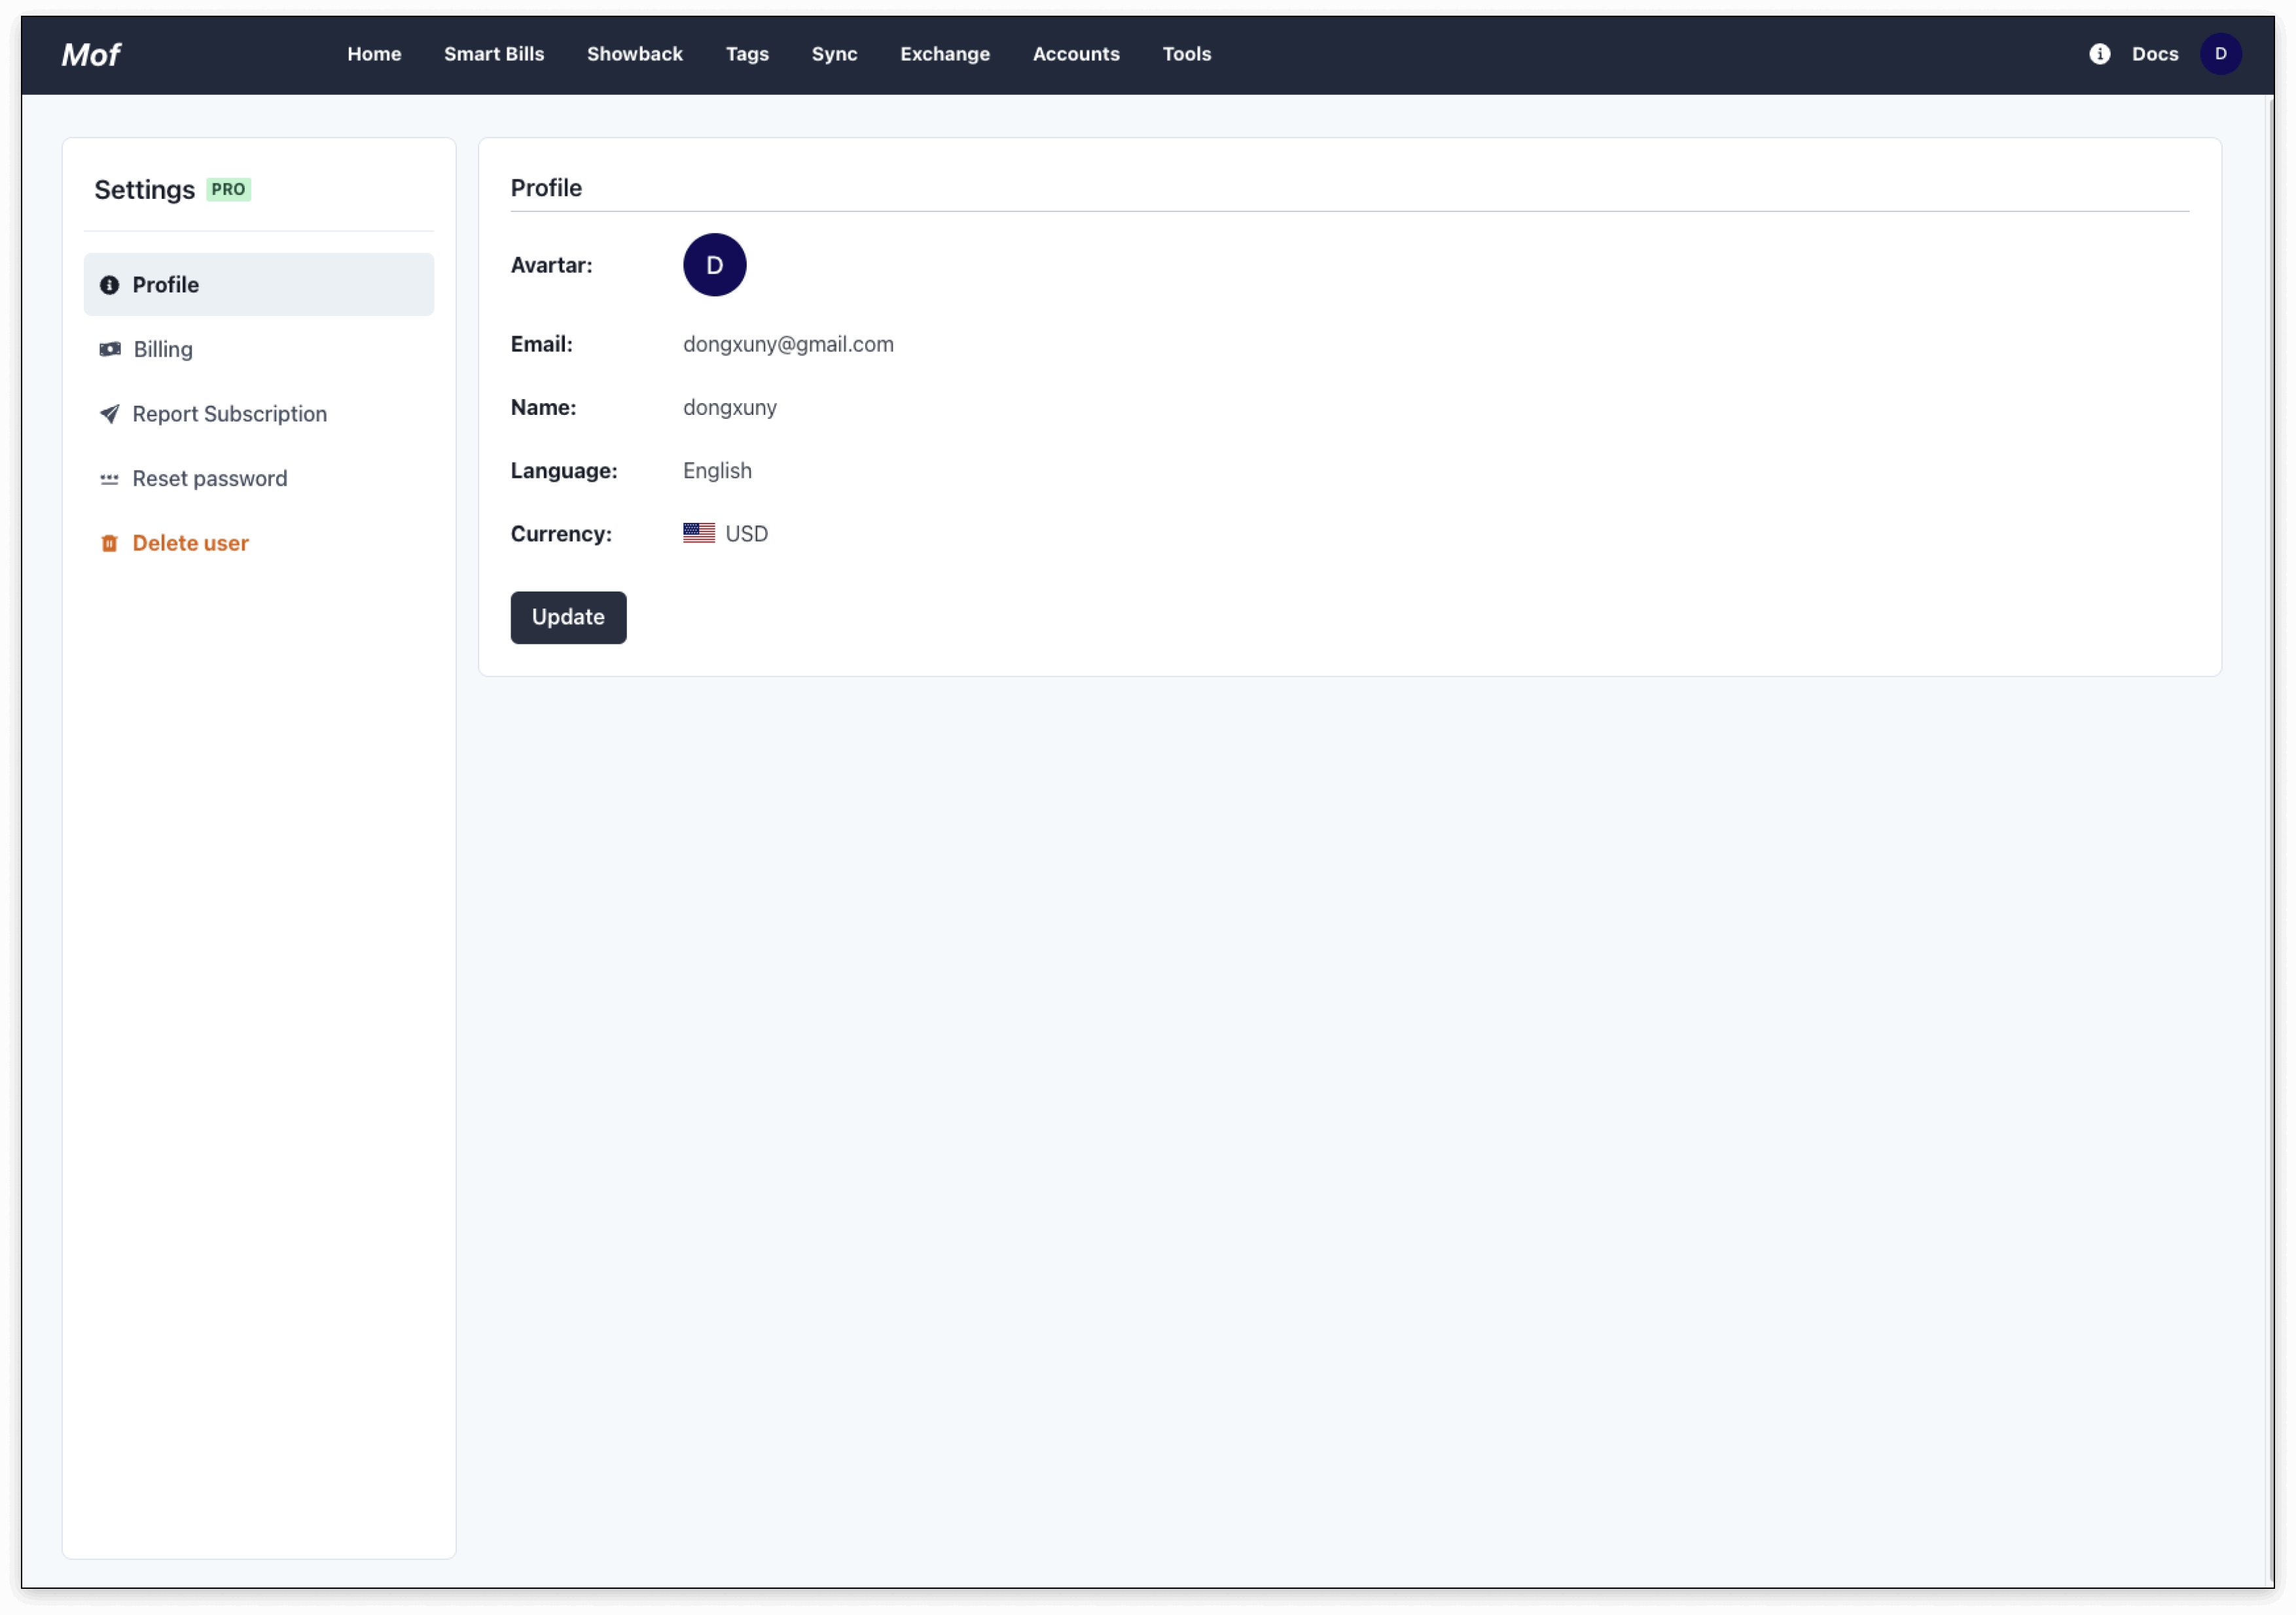 Mof Home Smart Bills Showback Tags Sync Exchange Accounts Tools Docs D
Settings PRO
Profile
Billing
Report Subscription
Reset password
Delete user
Profile
Avartar: D
Email: dongxuny@gmail.com
Name: dongxuny
Language: English
Currency: USD
Update